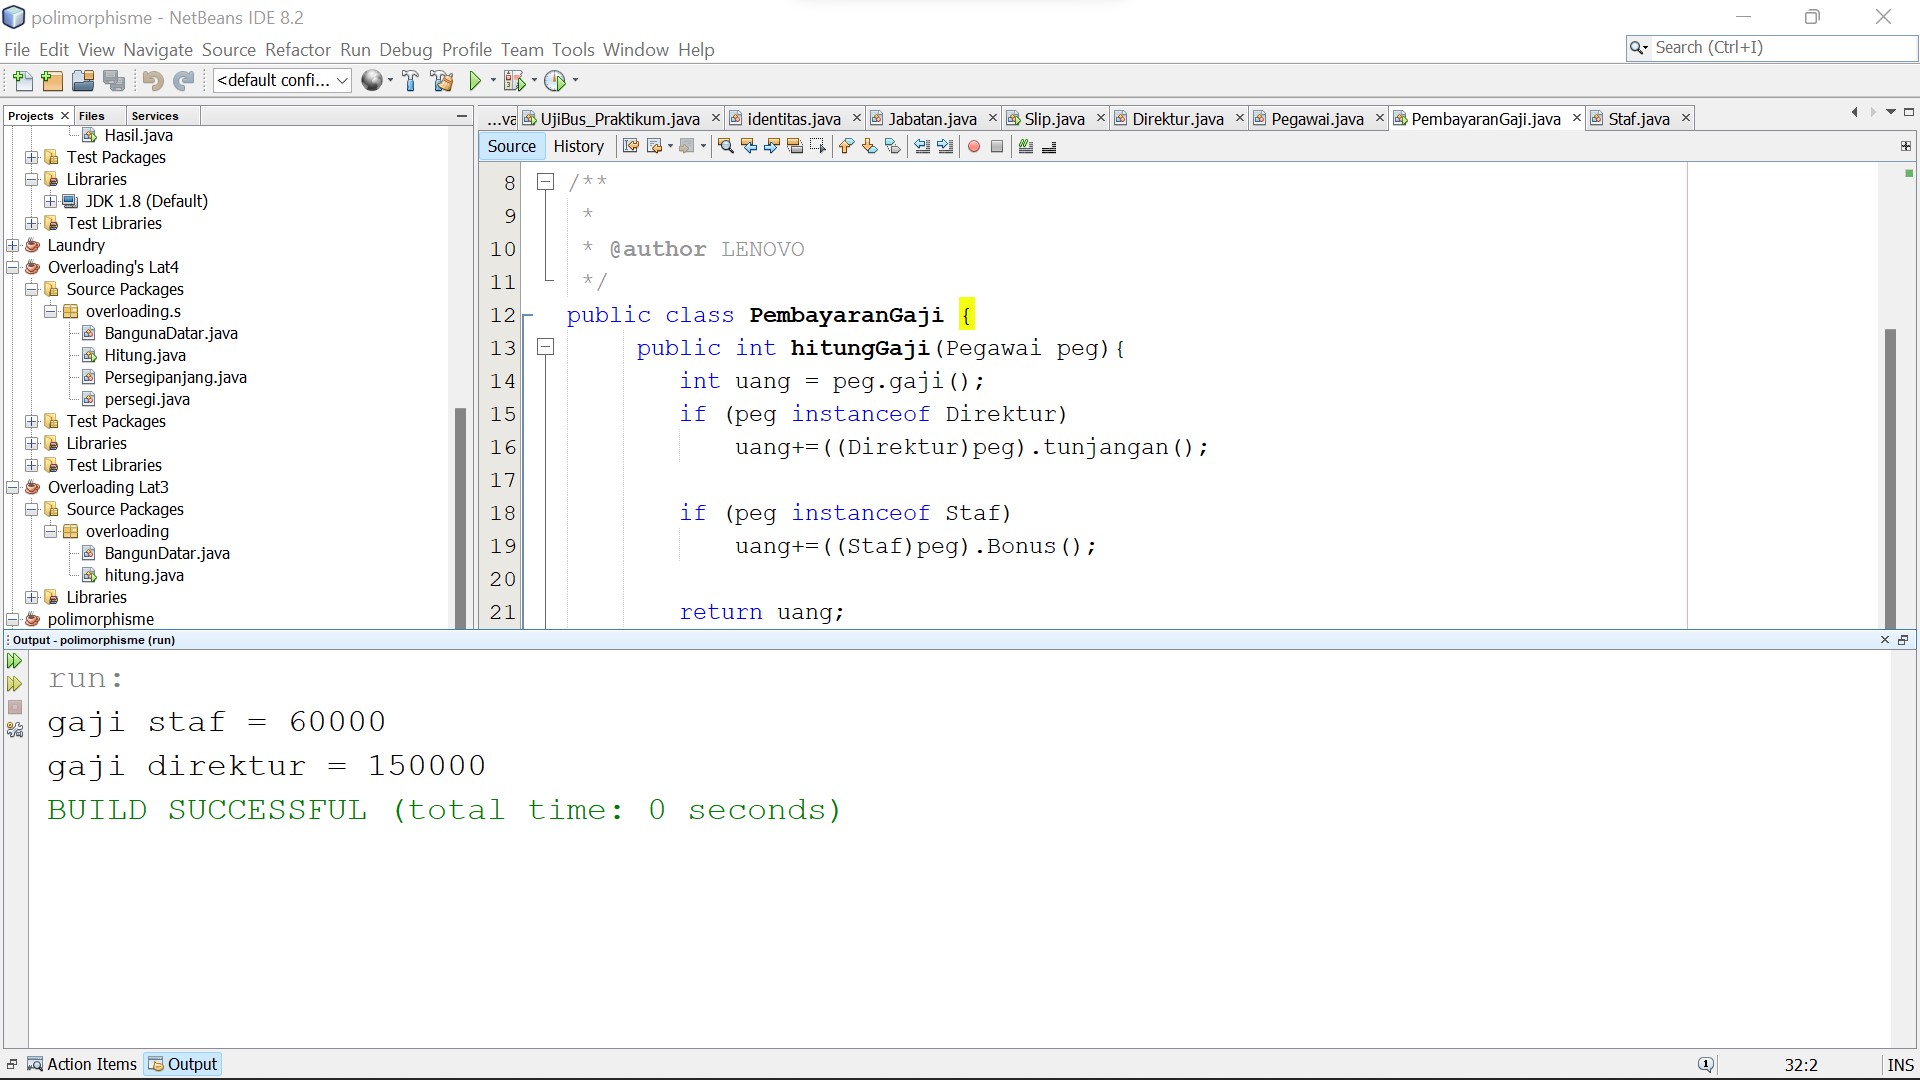 polimorphisme - NetBeans IDE 8.2
File Edit View Navigate Source Refactor Run Debug Profile Team Tools Window Help
Search (Ctrl+I)
<default confi...
Projects Files Services
Hasil.java
Test Packages
Libraries
JDK 1.8 (Default)
Test Libraries
Laundry
Overloading's Lat4
Source Packages
overloading.s
BangunaDatar.java
Hitung.java
Persegipanjang.java
persegi.java
Test Packages
Libraries
Test Libraries
Overloading Lat3
Source Packages
overloading
BangunDatar.java
hitung.java
Libraries
polimorphisme
...va UjiBus_Praktikum.java identitas.java Jabatan.java Slip.java Direktur.java Pegawai.java PembayaranGaji.java Staf.java
Source History
8 /**
9 *
10 * @author LENOVO
11 */
12 public class PembayaranGaji {
13 public int hitungGaji(Pegawai peg){
14 int uang = peg.gaji();
15 if (peg instanceof Direktur)
16 uang+=((Direktur)peg).tunjangan();
17
18 if (peg instanceof Staf)
19 uang+=((Staf)peg).Bonus();
20
21 return uang;
Output - polimorphisme (run)
run:
gaji staf = 60000
gaji direktur = 150000
BUILD SUCCESSFUL (total time: 0 seconds)
Action Items Output
32:2 INS